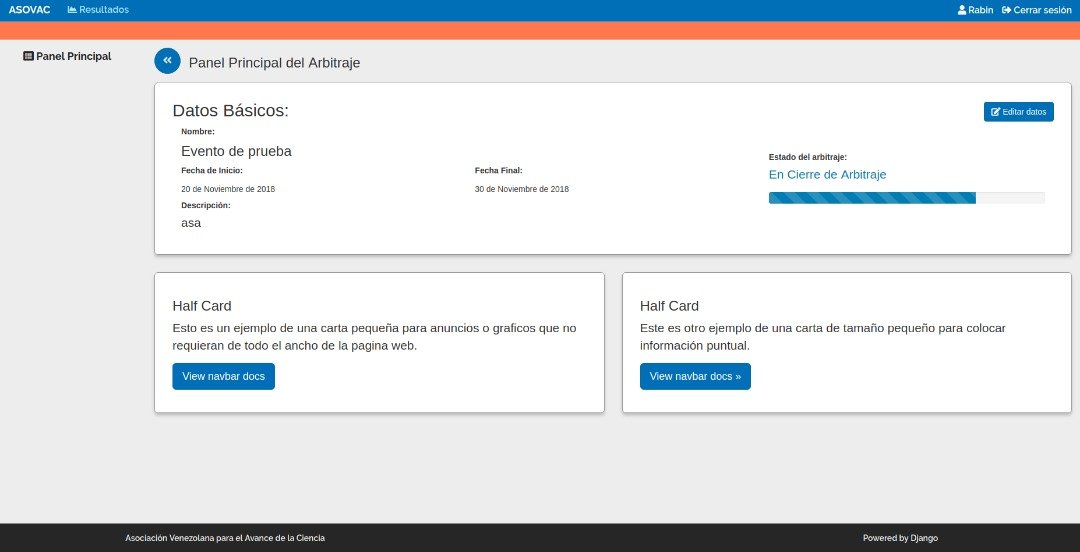 ASOVAC Resultados Rabin Cerrar sesión
Panel Principal
« Panel Principal del Arbitraje
Datos Básicos:
Editar datos
Nombre:
Evento de prueba
Fecha de Inicio:
20 de Noviembre de 2018
Fecha Final:
30 de Noviembre de 2018
Estado del arbitraje:
En Cierre de Arbitraje
Descripción:
asa
Half Card
Esto es un ejemplo de una carta pequeña para anuncios o graficos que no
requieran de todo el ancho de la pagina web.
View navbar docs
Half Card
Este es otro ejemplo de una carta de tamaño pequeño para colocar
información puntual.
View navbar docs »
Asociación Venezolana para el Avance de la Ciencia
Powered by Django